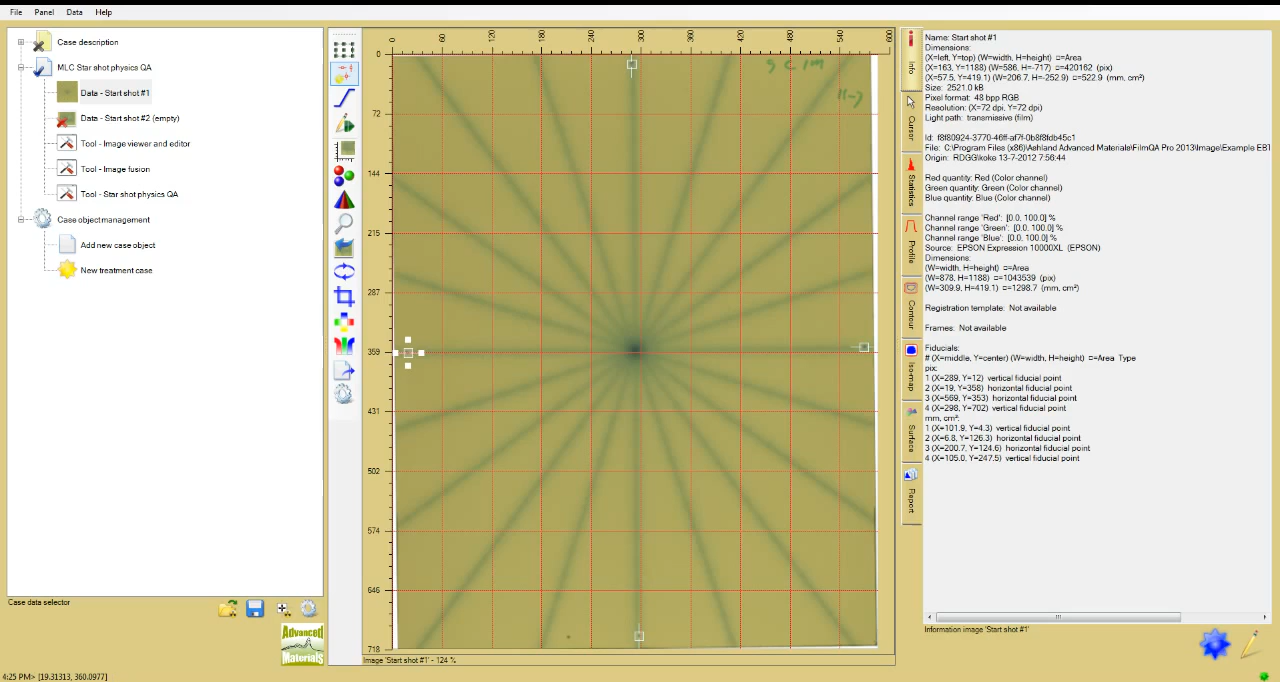 File Panel Data Help
Case description
MLC Star shot physics QA
Data - Start shot #1
Data - Start shot #2 (empty)
Tool - Image viewer and editor
Tool - Image fusion
Tool - Star shot physics QA
Case object management
Add new case object
New treatment case
Case data selector
Advanced
Materials
4:25 PM> [19.31313, 360.0977]
0 60 120 180 240 300 360 420 480 540 600
0
72
144
215
233
287
359
431
502
574
646
718
Image 'Start shot #1' - 124 %
Info
Cursor
Statistics
Profile
Contour
Iso-map
Surface
Report
Name: Start shot #1
Dimensions:
(X=left, Y=top) (W=width, H=height) ¤=Area
(X=163, Y=1188) (W=586, H=-717) ¤=420162 (pix)
(X=57.5, Y=419.1) (W=206.7, H=-252.9) ¤=522.9 (mm, cm²)
Size: 2521.0 kB
Pixel format: 48 bpp RGB
Resolution: (X=72 dpi, Y=72 dpi)
Light path: transmissive (film)
Id: f8f80924-3770-46ff-af7f-0b8f8fdb45c1
File: C:\Program Files (x86)\Ashland Advanced Materials\FilmQA Pro 2013\Image\Example EBT
Origin: RDGG\koke 13-7-2012 7:56:44
Red quantity: Red (Color channel)
Green quantity: Green (Color channel)
Blue quantity: Blue (Color channel)
Channel range 'Red': [0.0, 100.0] %
Channel range 'Green': [0.0, 100.0] %
Channel range 'Blue': [0.0, 100.0] %
Source: EPSON Expression 10000XL (EPSON)
Dimensions:
(W=width, H=height) ¤=Area
(W=878, H=1188) ¤=1043539 (pix)
(W=309.9, H=419.1) ¤=1298.7 (mm, cm²)
Registration template: Not available
Frames: Not available
Fiducials:
# (X=middle, Y=center) (W=width, H=height) ¤=Area Type
pix:
1 (X=289, Y=12) vertical fiducial point
2 (X=19, Y=358) horizontal fiducial point
3 (X=569, Y=353) horizontal fiducial point
4 (X=298, Y=702) vertical fiducial point
mm, cm²:
1 (X=101.9, Y=4.3) vertical fiducial point
2 (X=6.8, Y=126.3) horizontal fiducial point
3 (X=200.7, Y=124.6) horizontal fiducial point
4 (X=105.0, Y=247.5) vertical fiducial point
Information image 'Start shot #1'